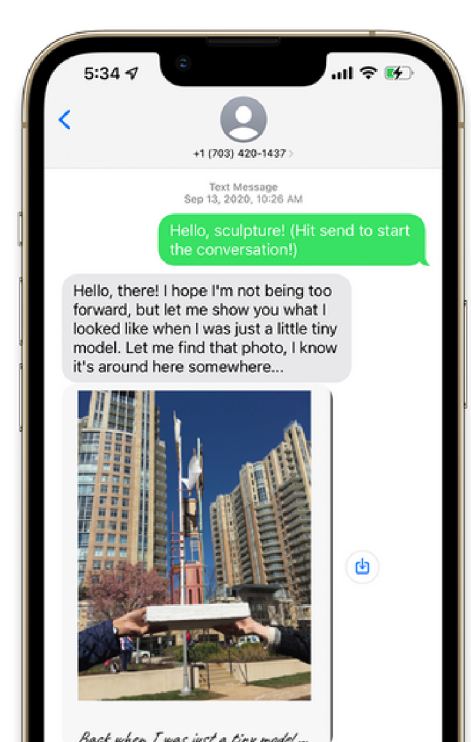 5:34
+1 (703) 420-1437
Text Message
Sep 13, 2020, 10:26 AM
Hello, sculpture! (Hit send to start
the conversation!)
Hello, there! I hope I'm not being too
forward, but let me show you what I
looked like when I was just a little tiny
model. Let me find that photo, I know
it's around here somewhere...
Back when I was just a tiny model...